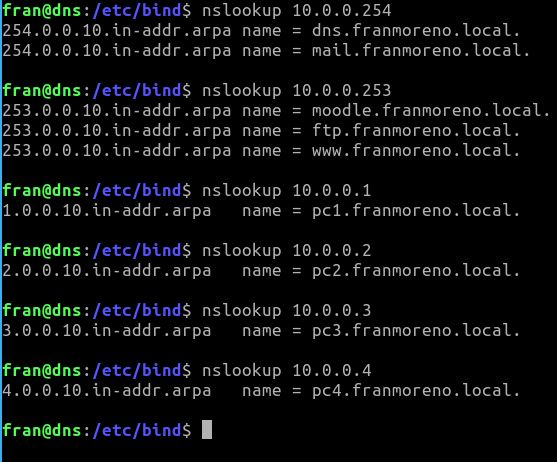 fran@dns:/etc/bind$ nslookup 10.0.0.254
254.0.0.10.in-addr.arpa name = dns.franmoreno.local.
254.0.0.10.in-addr.arpa name = mail.franmoreno.local.

fran@dns:/etc/bind$ nslookup 10.0.0.253
253.0.0.10.in-addr.arpa name = moodle.franmoreno.local.
253.0.0.10.in-addr.arpa name = ftp.franmoreno.local.
253.0.0.10.in-addr.arpa name = www.franmoreno.local.

fran@dns:/etc/bind$ nslookup 10.0.0.1
1.0.0.10.in-addr.arpa   name = pc1.franmoreno.local.

fran@dns:/etc/bind$ nslookup 10.0.0.2
2.0.0.10.in-addr.arpa   name = pc2.franmoreno.local.

fran@dns:/etc/bind$ nslookup 10.0.0.3
3.0.0.10.in-addr.arpa   name = pc3.franmoreno.local.

fran@dns:/etc/bind$ nslookup 10.0.0.4
4.0.0.10.in-addr.arpa   name = pc4.franmoreno.local.

fran@dns:/etc/bind$